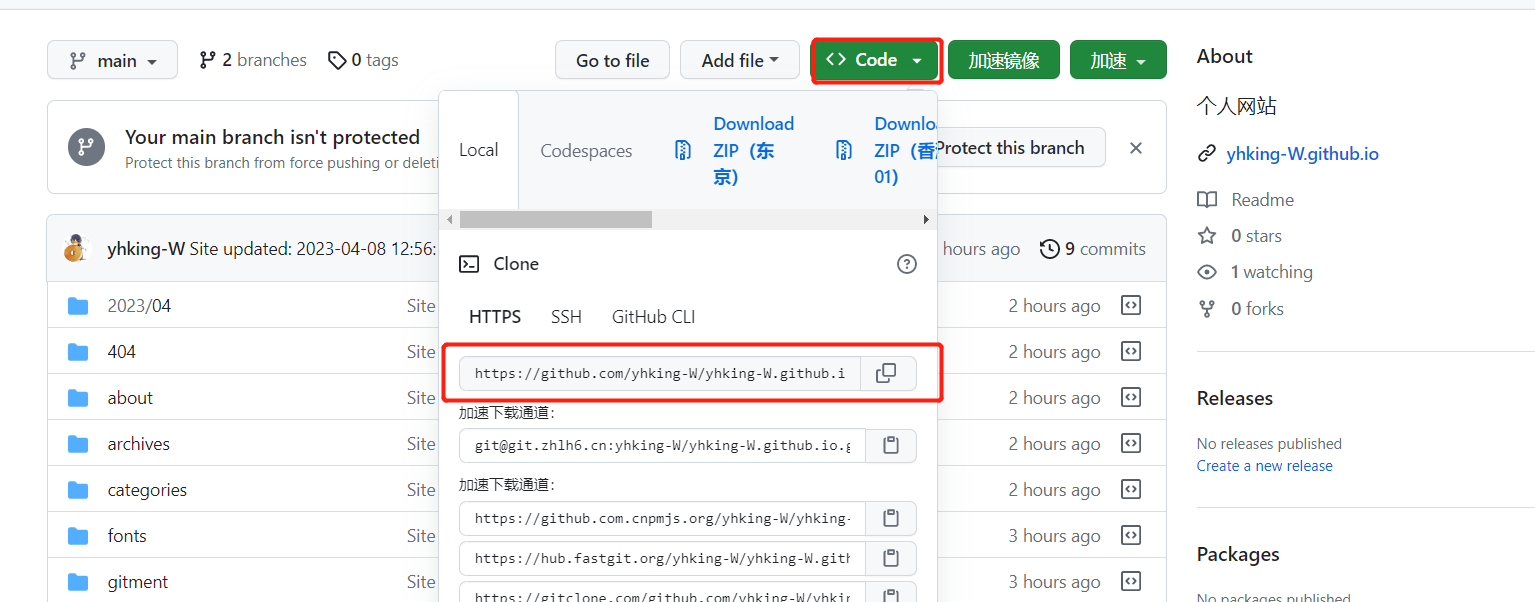 main
2 branches
0 tags
Go to file
Add file
Code
加速镜像
加速
Your main branch isn't protected
Protect this branch from force pushing or deleti
Protect this branch
Local
Codespaces
Download
ZIP（东
京）
Downlo
ZIP（香
01)
yhking-W Site updated: 2023-04-08 12:56:
hours ago
9 commits
Clone
HTTPS
SSH
GitHub CLI
https://github.com/yhking-W/yhking-W.github.i
加速下载通道:
git@git.zhlh6.cn:yhking-W/yhking-W.github.io.g
加速下载通道:
https://github.com.cnpmjs.org/yhking-W/yhking-
https://hub.fastgit.org/yhking-W/yhking-W.gith
https://gitclone.com/github.com/yhking-W/yhkin
2023/04
Site
2 hours ago
404
Site
2 hours ago
about
Site
2 hours ago
archives
Site
2 hours ago
categories
Site
2 hours ago
fonts
Site
3 hours ago
gitment
Site
3 hours ago
About
个人网站
yhking-W.github.io
Readme
0 stars
1 watching
0 forks
Releases
No releases published
Create a new release
Packages
No packages published